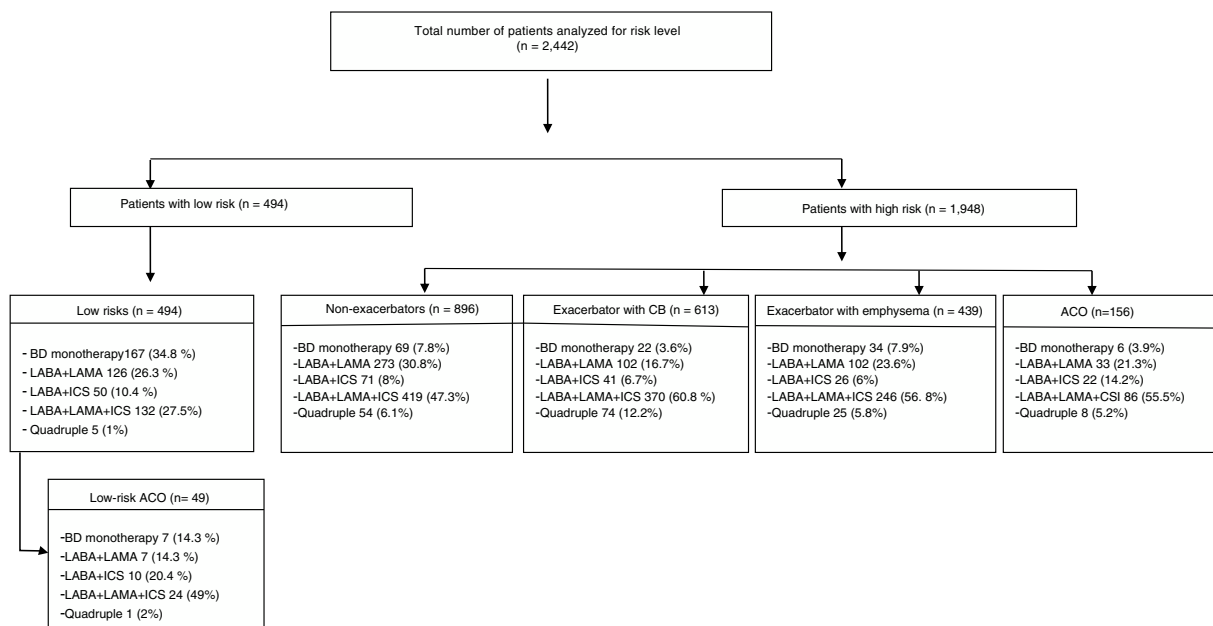 Total number of patients analyzed for risk level
(n = 2,442)
Patients with low risk (n = 494)
Patients with high risk (n = 1,948)
Low risks (n = 494)
- BD monotherapy167 (34.8 %)
- LABA+LAMA 126 (26.3 %)
- LABA+ICS 50 (10.4 %)
- LABA+LAMA+ICS 132 (27.5%)
- Quadruple 5 (1%)
Non-exacerbators (n = 896)
-BD monotherapy 69 (7.8%)
-LABA+LAMA 273 (30.8%)
-LABA+ICS 71 (8%)
-LABA+LAMA+ICS 419 (47.3%)
-Quadruple 54 (6.1%)
Exacerbator with CB (n = 613)
-BD monotherapy 22 (3.6%)
-LABA+LAMA 102 (16.7%)
-LABA+ICS 41 (6.7%)
-LABA+LAMA+ICS 370 (60.8 %)
-Quadruple 74 (12.2%)
Exacerbator with emphysema (n = 439)
-BD monotherapy 34 (7.9%)
-LABA+LAMA 102 (23.6%)
-LABA+ICS 26 (6%)
-LABA+LAMA+ICS 246 (56. 8%)
-Quadruple 25 (5.8%)
ACO (n=156)
-BD monotherapy 6 (3.9%)
-LABA+LAMA 33 (21.3%)
-LABA+ICS 22 (14.2%)
-LABA+LAMA+CSI 86 (55.5%)
-Quadruple 8 (5.2%)
Low-risk ACO (n= 49)
-BD monotherapy 7 (14.3 %)
-LABA+LAMA 7 (14.3 %)
-LABA+ICS 10 (20.4 %)
-LABA+LAMA+ICS 24 (49%)
-Quadruple 1 (2%)